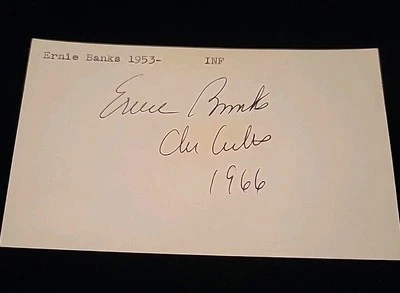 Ernie Banks 1953- INF
Ernie Banks
Chi Cubs
1966